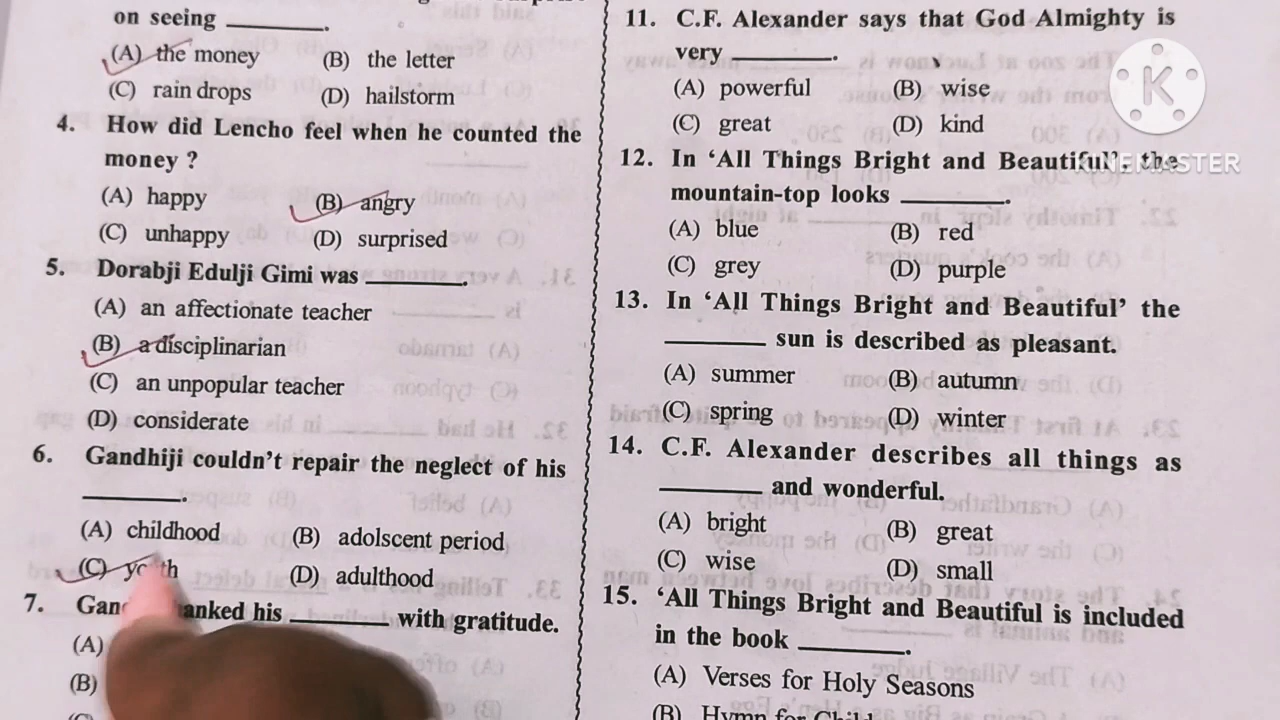 on seeing ________.
(A) the money (B) the letter
(C) rain drops (D) hailstorm
4. How did Lencho feel when he counted the
money ?
(A) happy (B) angry
(C) unhappy (D) surprised
5. Dorabji Edulji Gimi was ________.
(A) an affectionate teacher
(B) a disciplinarian
(C) an unpopular teacher
(D) considerate
6. Gandhiji couldn't repair the neglect of his
________.
(A) childhood (B) adolscent period
(C) youth (D) adulthood
7. his ________ with gratitude.
(A)
(B)
11. C.F. Alexander says that God Almighty is
very ________.
(A) powerful (B) wise
(C) great (D) kind
12. In 'All Things Bright and Beautiful', the
mountain-top looks ________.
(A) blue (B) red
(C) grey (D) purple
13. In 'All Things Bright and Beautiful' the
________ sun is described as pleasant.
(A) summer (B) autumn
(C) spring (D) winter
14. C.F. Alexander describes all things as
________ and wonderful.
(A) bright (B) great
(C) wise (D) small
15. 'All Things Bright and Beautiful is included
in the book ________.
(A) Verses for Holy Seasons
(B) Hymn for
K
KINEMASTER